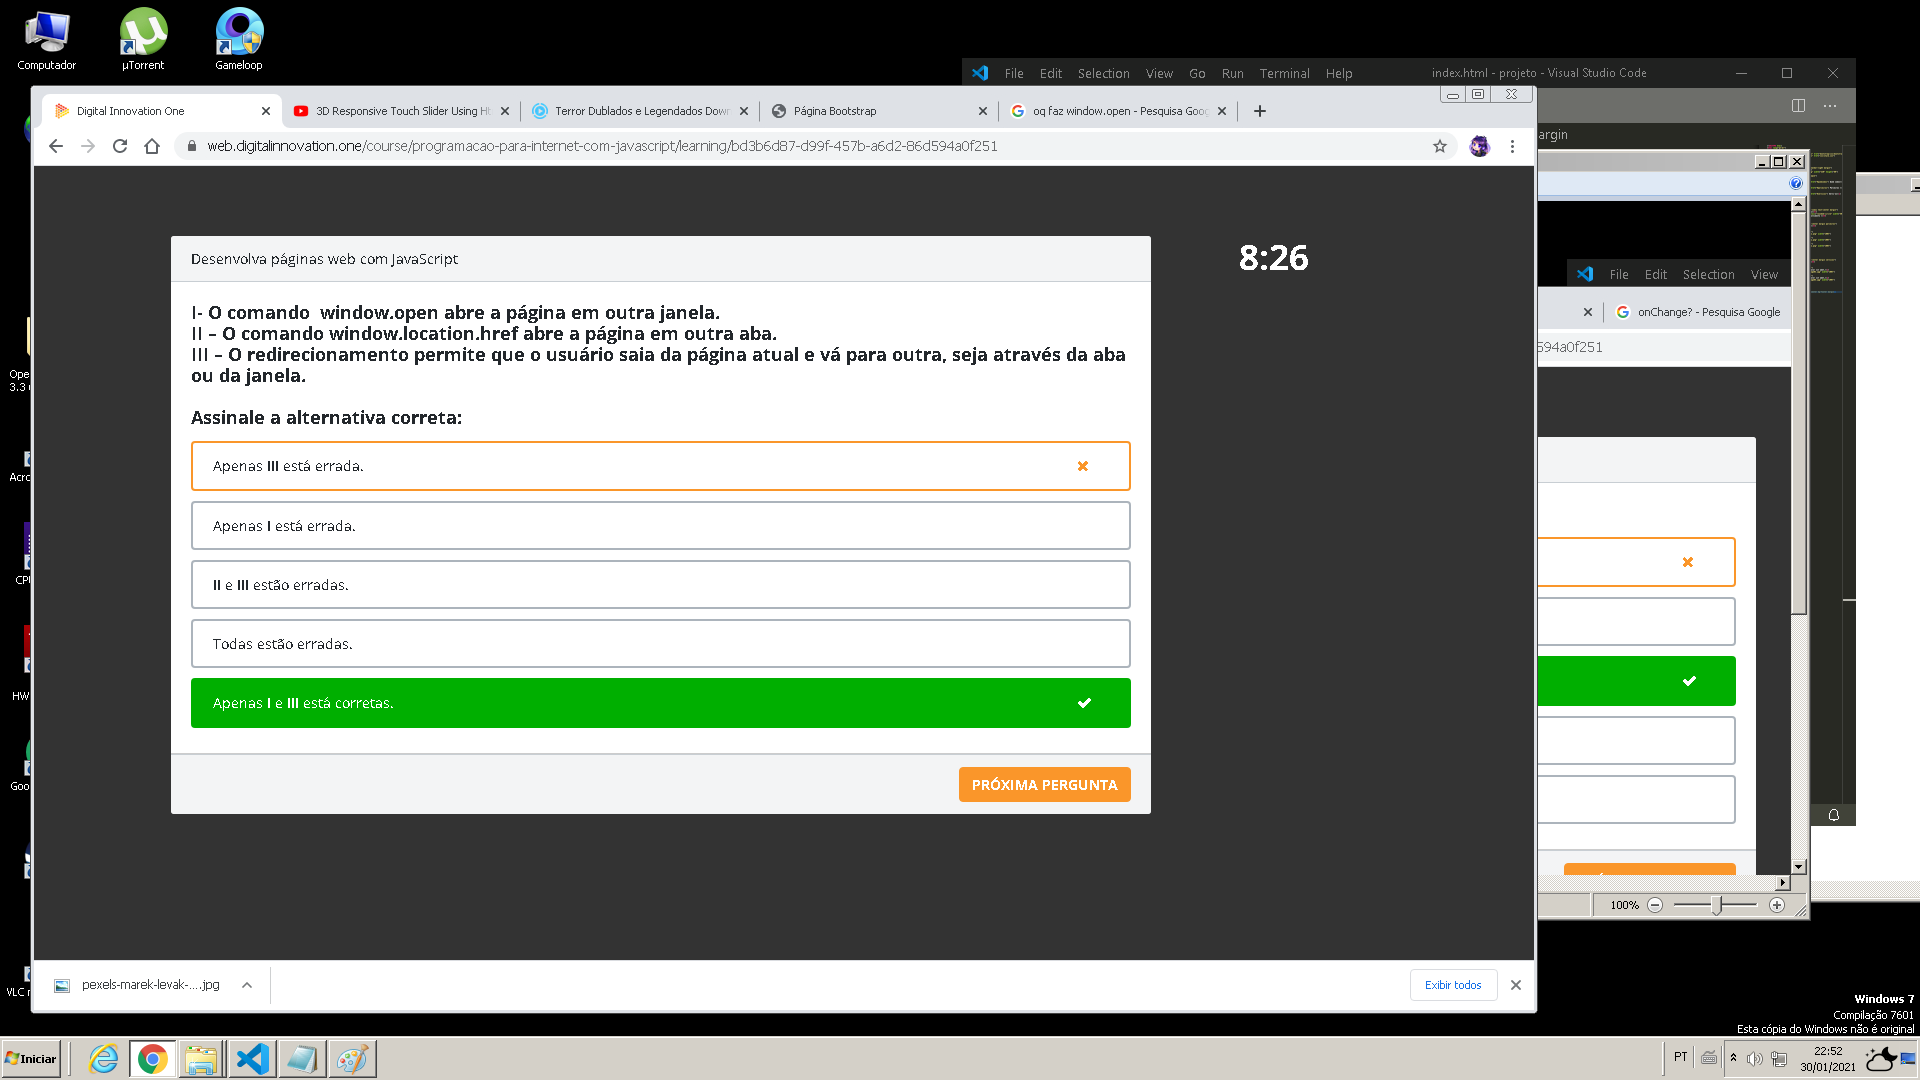 Computador
µTorrent
Gameloop
File Edit Selection View Go Run Terminal Help
index.html - projeto - Visual Studio Code
Digital Innovation One
3D Responsive Touch Slider Using Ht
Terror Dublados e Legendados Dow
Página Bootstrap
oq faz window.open - Pesquisa Goog
web.digitalinnovation.one/course/programacao-para-internet-com-javascript/learning/bd3b6d87-d99f-457b-a6d2-86d594a0f251
argin
File Edit Selection View
onChange? - Pesquisa Google
594a0f251
Desenvolva páginas web com JavaScript
8:26
I- O comando window.open abre a página em outra janela.
II – O comando window.location.href abre a página em outra aba.
III – O redirecionamento permite que o usuário saia da página atual e vá para outra, seja através da aba
ou da janela.
Assinale a alternativa correta:
Apenas III está errada.
Apenas I está errada.
II e III estão erradas.
Todas estão erradas.
Apenas I e III está corretas.
PRÓXIMA PERGUNTA
Ope
3.3
Acro
CPU
HW
Goo
VLC
100%
pexels-marek-levak-....jpg
Exibir todos
Windows 7
Compilação 7601
Esta cópia do Windows não é original
Iniciar
PT
22:52
30/01/2021